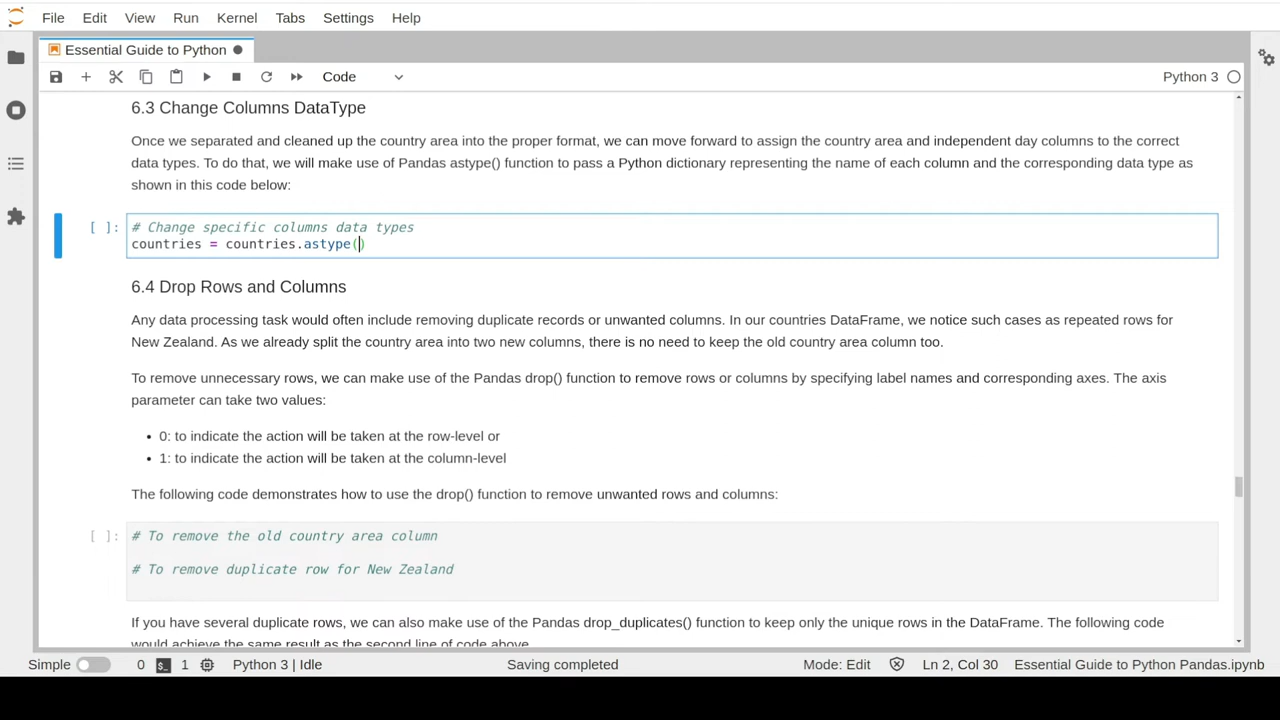 File Edit View Run Kernel Tabs Settings Help
Essential Guide to Python
Code
Python 3
6.3 Change Columns DataType
Once we separated and cleaned up the country area into the proper format, we can move forward to assign the country area and independent day columns to the correct
data types. To do that, we will make use of Pandas astype() function to pass a Python dictionary representing the name of each column and the corresponding data type as
shown in this code below:
[ ]: # Change specific columns data types
countries = countries.astype()
6.4 Drop Rows and Columns
Any data processing task would often include removing duplicate records or unwanted columns. In our countries DataFrame, we notice such cases as repeated rows for
New Zealand. As we already split the country area into two new columns, there is no need to keep the old country area column too.
To remove unnecessary rows, we can make use of the Pandas drop() function to remove rows or columns by specifying label names and corresponding axes. The axis
parameter can take two values:
• 0: to indicate the action will be taken at the row-level or
• 1: to indicate the action will be taken at the column-level
The following code demonstrates how to use the drop() function to remove unwanted rows and columns:
[ ]: # To remove the old country area column
# To remove duplicate row for New Zealand
If you have several duplicate rows, we can also make use of the Pandas drop_duplicates() function to keep only the unique rows in the DataFrame. The following code
would achieve the same result as the second line of code above.
Simple 0 1 Python 3 | Idle Saving completed Mode: Edit Ln 2, Col 30 Essential Guide to Python Pandas.ipynb